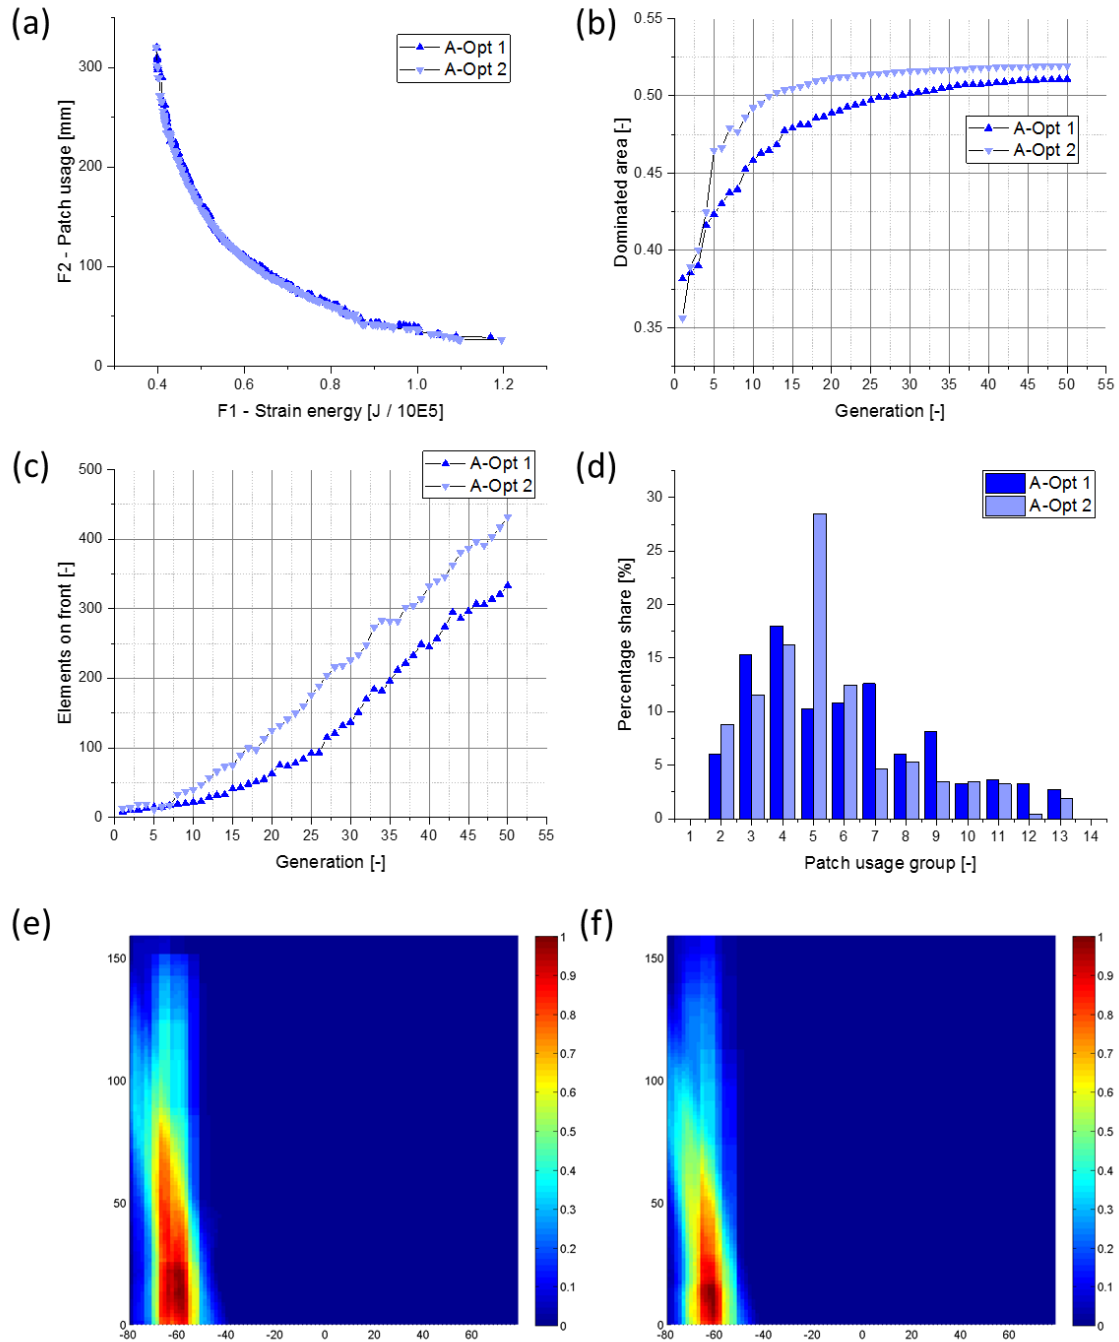 (a)
A-Opt 1
A-Opt 2
F2 - Patch usage [mm]
300
200
100
0
0.4 0.6 0.8 1.0 1.2
F1 - Strain energy [J / 10E5]
(b)
0.55
0.50
0.45
0.40
0.35
Dominated area [-]
A-Opt 1
A-Opt 2
0 5 10 15 20 25 30 35 40 45 50 55
Generation [-]
(c)
A-Opt 1
A-Opt 2
500
400
300
200
100
0
Elements on front [-]
0 5 10 15 20 25 30 35 40 45 50 55
Generation [-]
(d)
A-Opt 1
A-Opt 2
30
25
20
15
10
5
0
Percentage share [%]
1 2 3 4 5 6 7 8 9 10 11 12 13 14
Patch usage group [-]
(e)
150
100
50
0
-80 -60 -40 -20 0 20 40 60
1
0.9
0.8
0.7
0.6
0.5
0.4
0.3
0.2
0.1
0
(f)
150
100
50
0
-80 -60 -40 -20 0 20 40 60
1
0.9
0.8
0.7
0.6
0.5
0.4
0.3
0.2
0.1
0